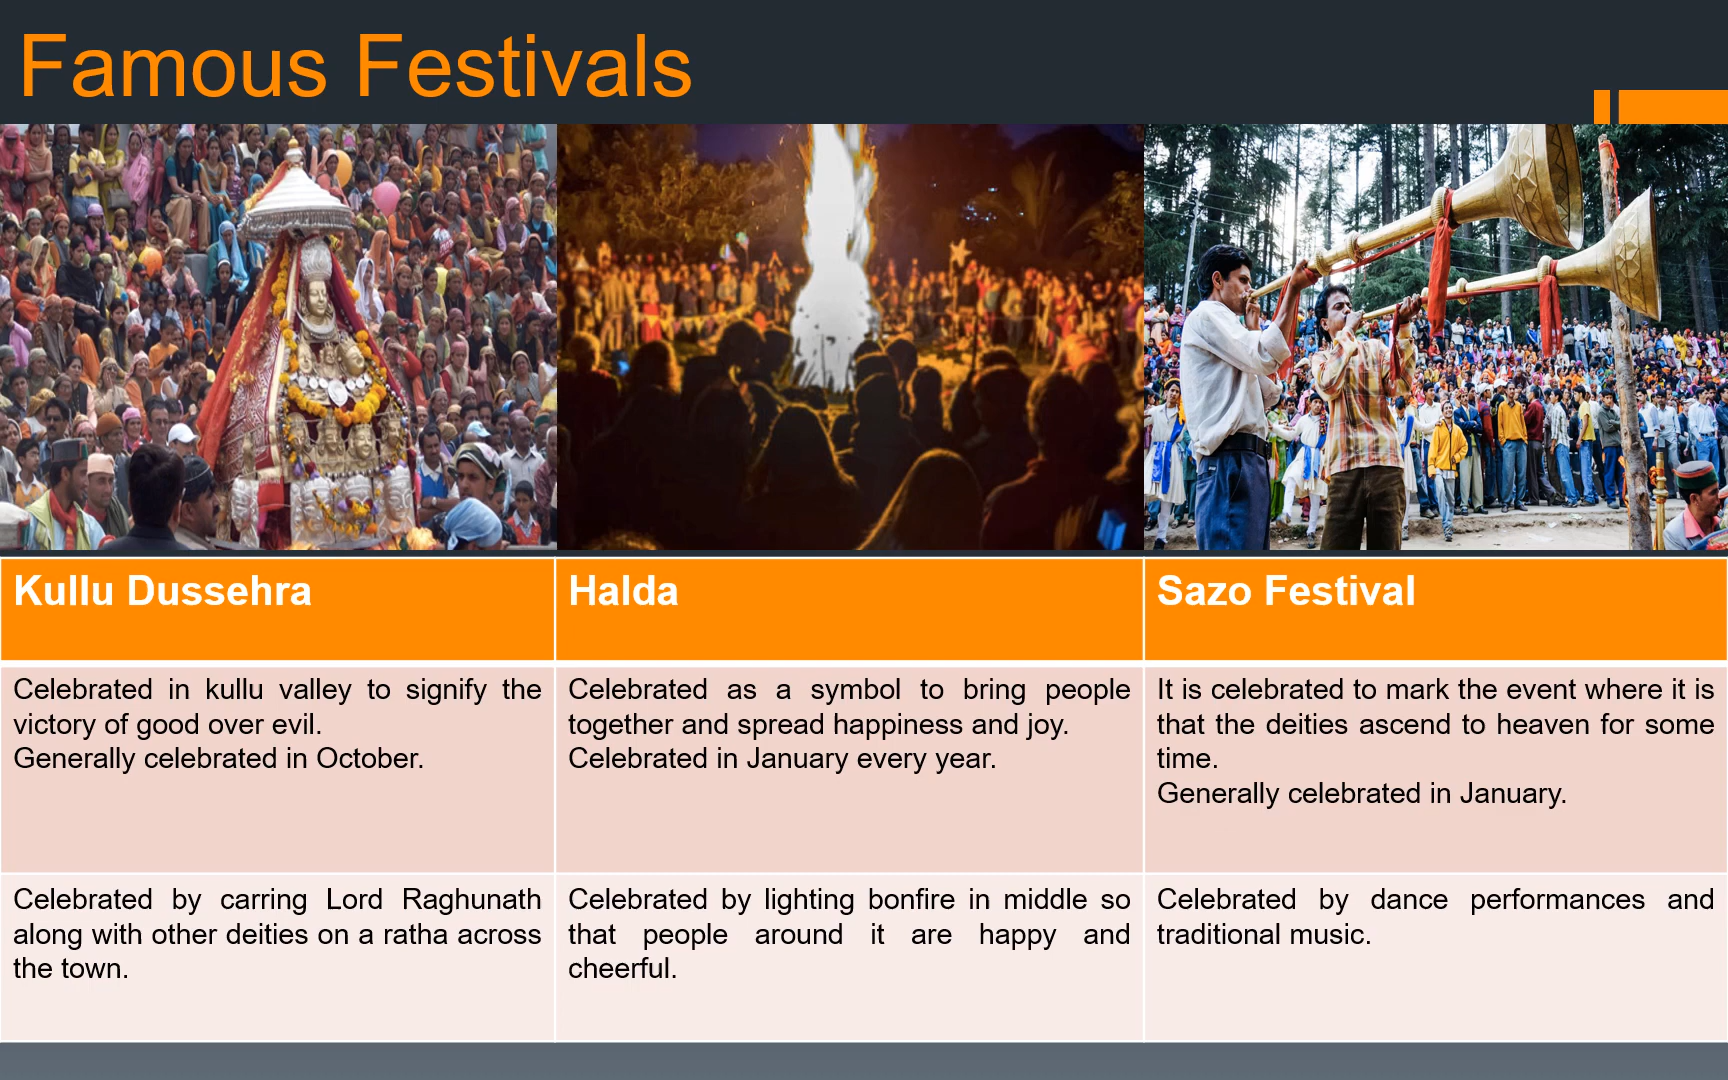 Famous Festivals
Kullu Dussehra
Halda
Sazo Festival
Celebrated in kullu valley to signify the
victory of good over evil.
Generally celebrated in October.
Celebrated as a symbol to bring people
together and spread happiness and joy.
Celebrated in January every year.
It is celebrated to mark the event where it is
that the deities ascend to heaven for some
time.
Generally celebrated in January.
Celebrated by carring Lord Raghunath
along with other deities on a ratha across
the town.
Celebrated by lighting bonfire in middle so
that people around it are happy and
cheerful.
Celebrated by dance performances and
traditional music.